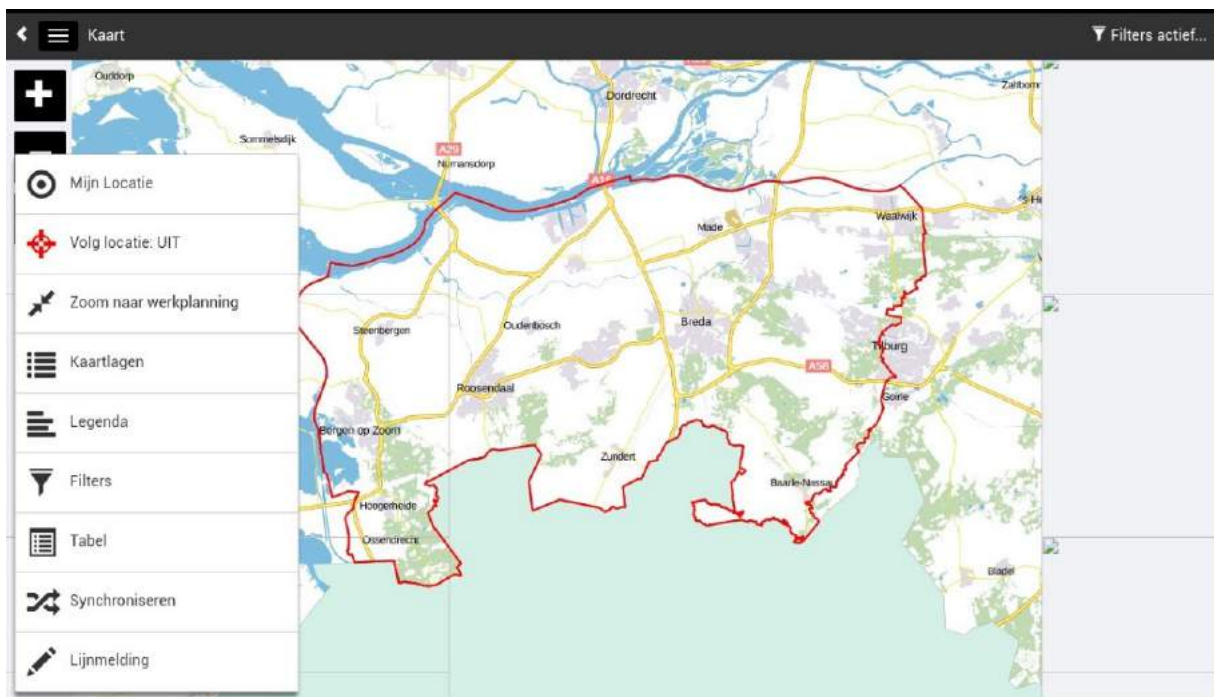 Kaart
Filters actief...
Mijn Locatie
Volg locatie: UIT
Zoom naar werkplanning
Kaartlagen
Legenda
Filters
Tabel
Synchroniseren
Lijnmelding
Ouddorp
Dordrecht
Sommelsdijk
A29
Numansdorp
A16
Made
Waalwijk
Steenbergen
Oudenbosch
Breda
Tilburg
A58
Roosendaal
Goirle
Bergen op Zoom
Zundert
Baarle-Nassau
Hoogerheide
Ossendrecht
Bladel